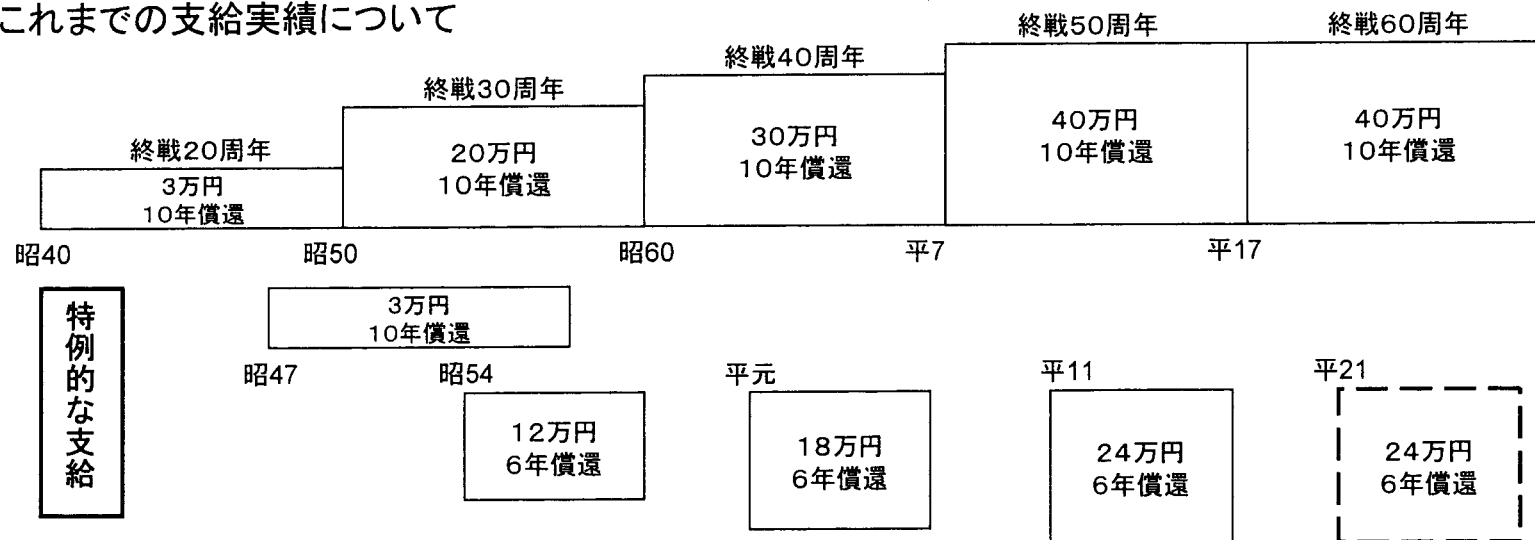 これまでの支給実績について
終戦20周年
3万円
10年償還
終戦30周年
20万円
10年償還
終戦40周年
30万円
10年償還
終戦50周年
40万円
10年償還
終戦60周年
40万円
10年償還
昭40
昭50
昭60
平7
平17
特例的な支給
3万円
10年償還
昭47
昭54
12万円
6年償還
平元
18万円
6年償還
平11
24万円
6年償還
平21
24万円
6年償還